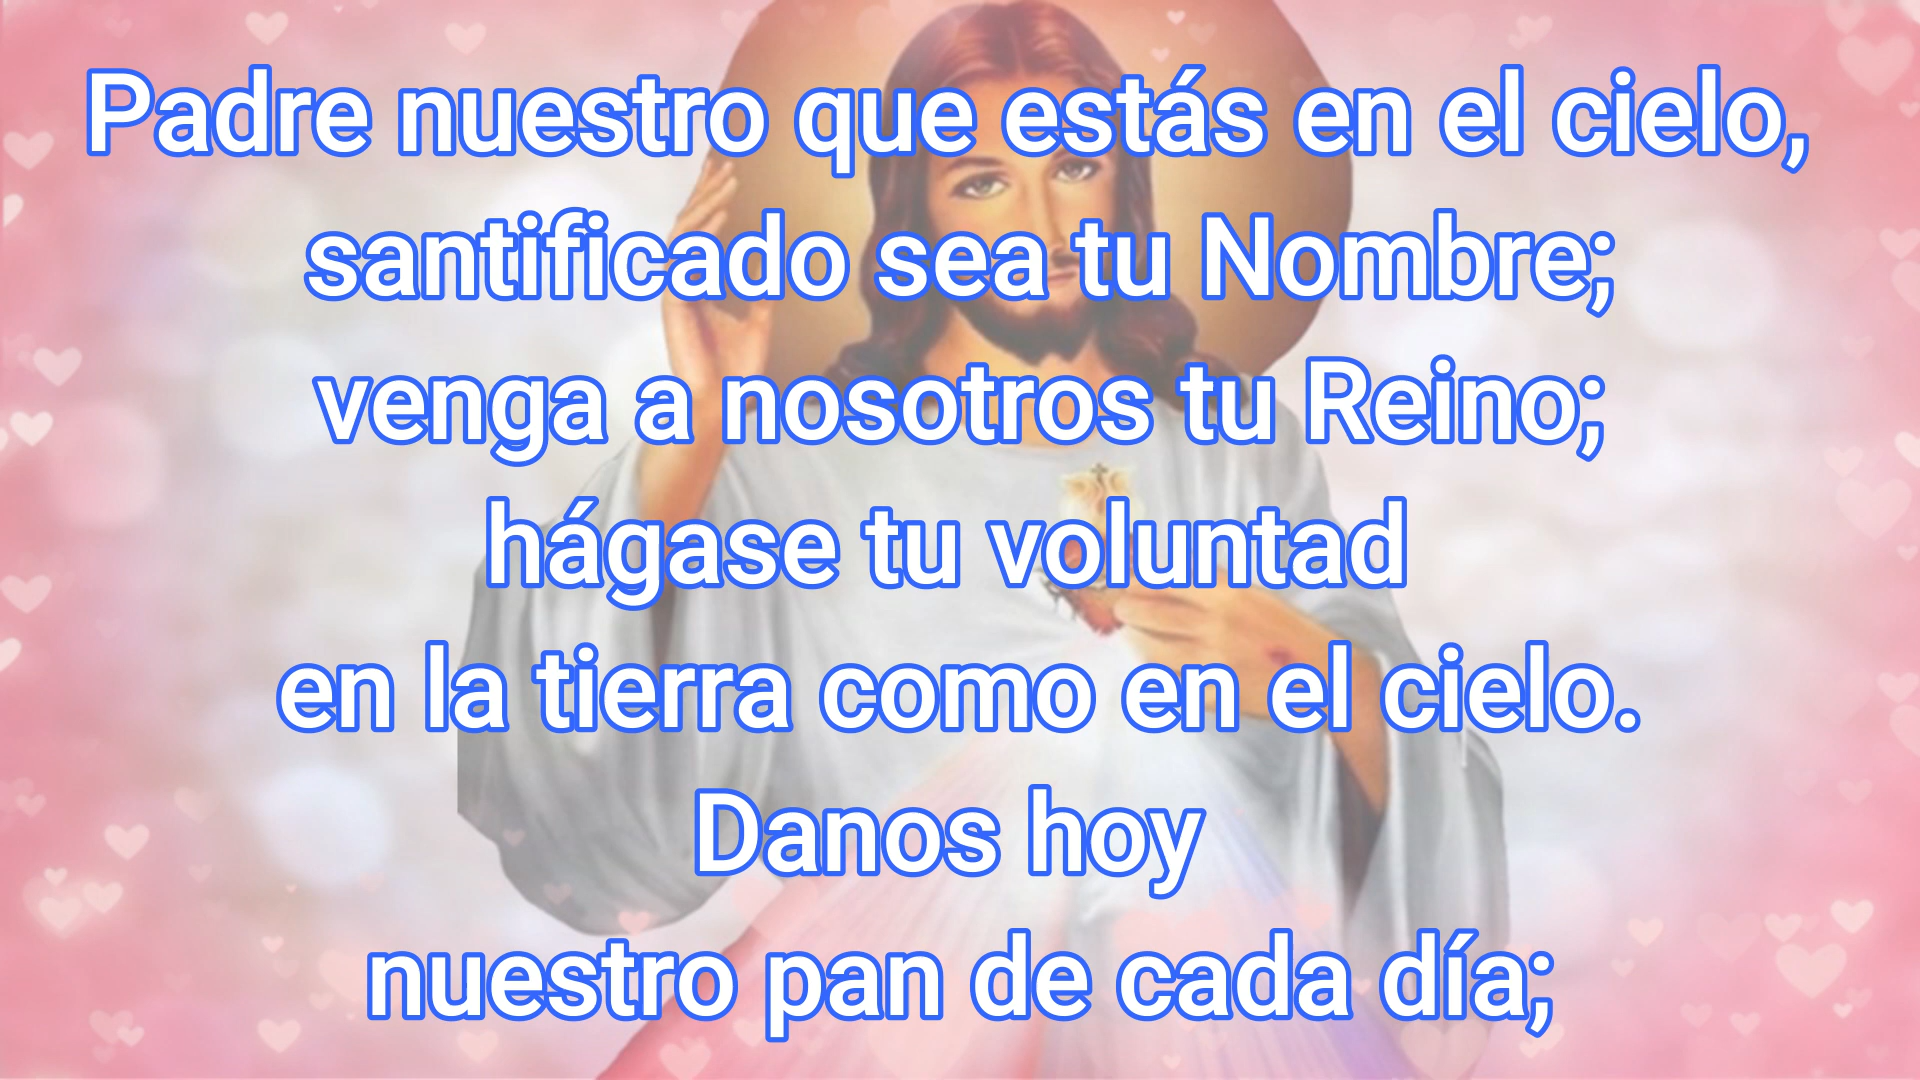 Padre nuestro que estás en el cielo,
santificado sea tu Nombre;
venga a nosotros tu Reino;
hágase tu voluntad
en la tierra como en el cielo.
Danos hoy
nuestro pan de cada día;